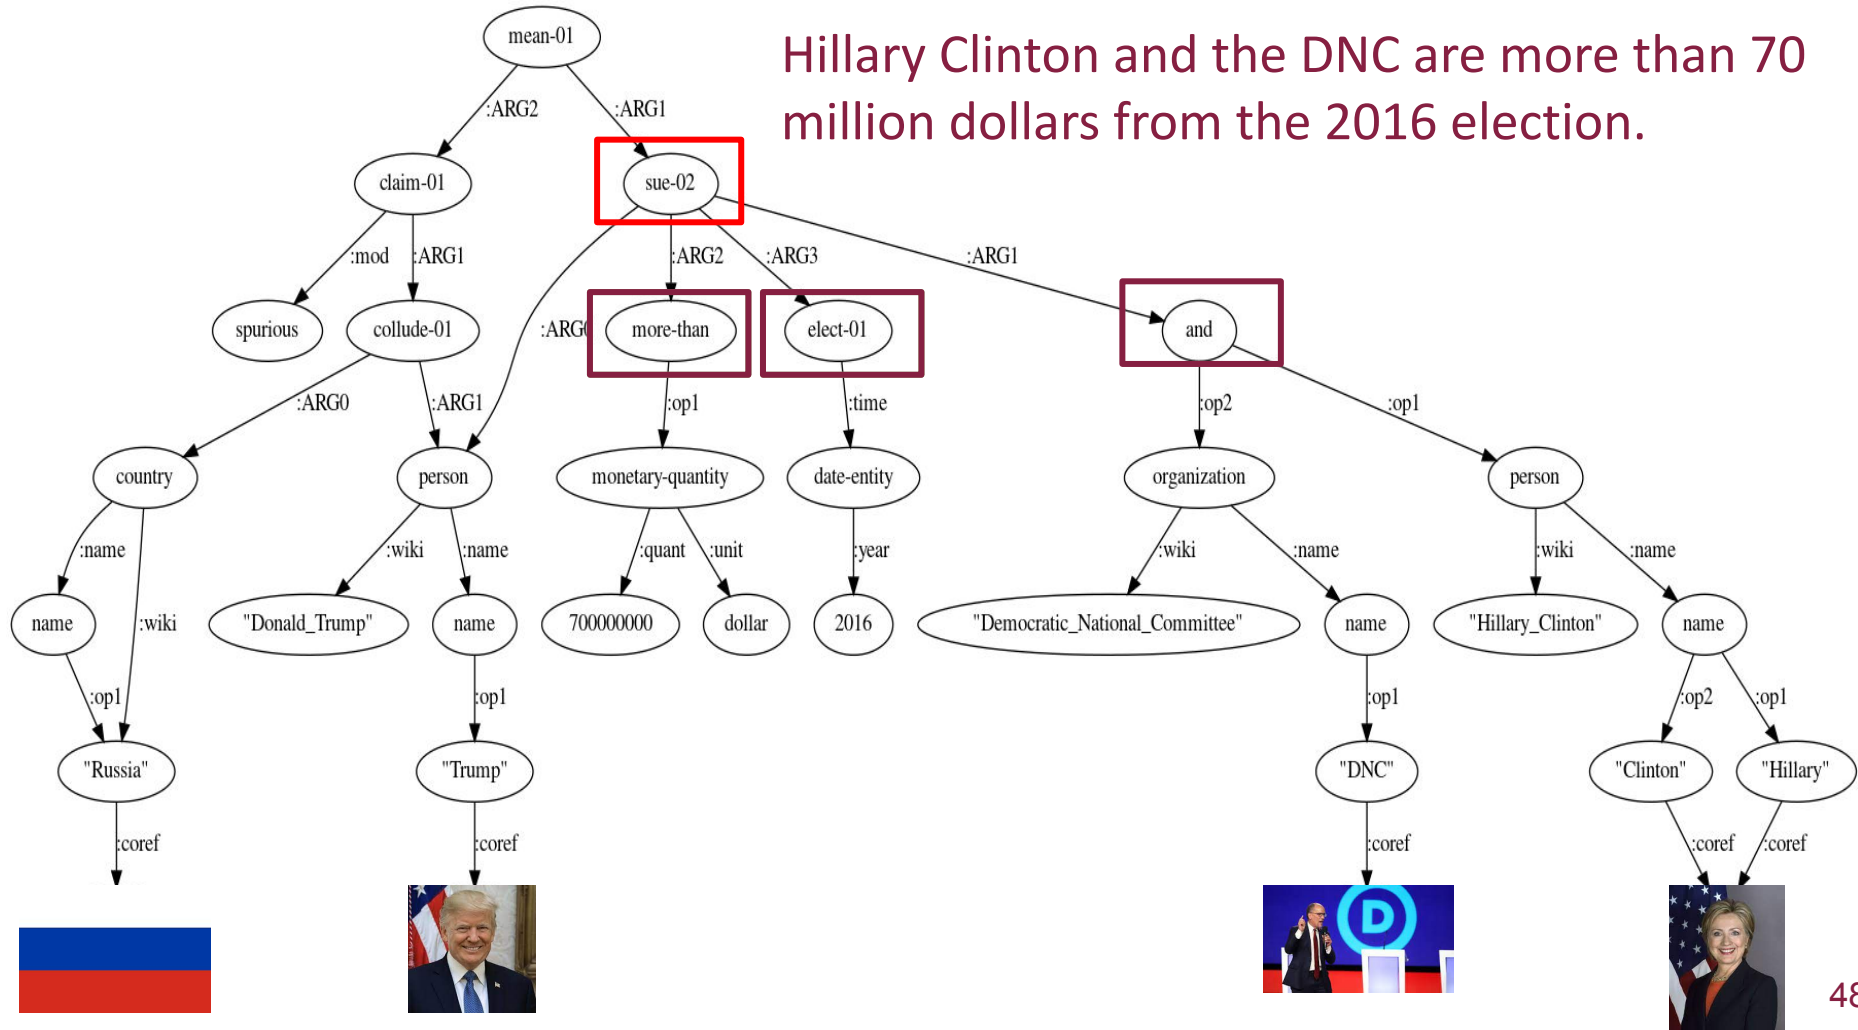 Hillary Clinton and the DNC are more than 70
million dollars from the 2016 election.
mean-01
:ARG2
:ARG1
claim-01
sue-02
:mod
:ARG1
:ARG2
:ARG3
:ARG1
spurious
collude-01
:ARG0
more-than
elect-01
and
:ARG0
:ARG1
:op1
:time
:op2
:op1
country
person
monetary-quantity
date-entity
organization
person
:name
:wiki
:name
:quant
:unit
:year
:wiki
:name
:wiki
:name
name
:wiki
"Donald_Trump"
name
700000000
dollar
2016
"Democratic_National_Committee"
name
"Hillary_Clinton"
name
:op1
:op1
:op1
:op2
:op1
"Russia"
"Trump"
"DNC"
"Clinton"
"Hillary"
:coref
:coref
:coref
:coref
:coref
D
48